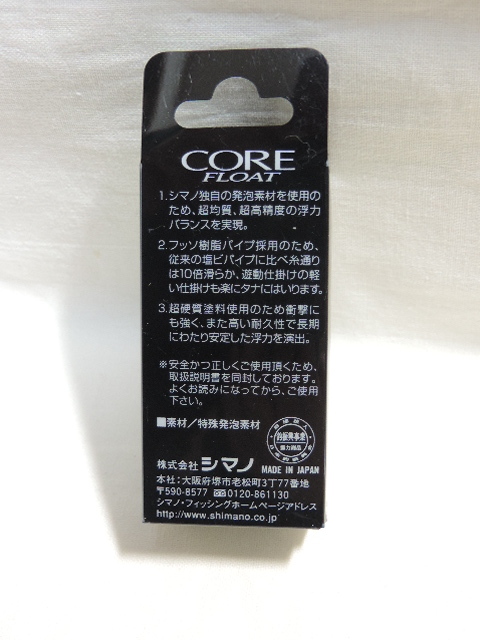 CORE
FLOAT
1.シマノ独自の発泡素材を使用の
ため、超均質、超高精度の浮力
バランスを実現。
2.フッソ樹脂パイプ採用のため、
従来の塩ビパイプに比べ糸通り
は10倍滑らか、遊動仕掛けの軽
い仕掛けも楽にタナにはいります。
3.超硬質塗料使用のため衝撃に
も強く、また高い耐久性で長期
にわたり安定した浮力を演出。
※安全かつ正しくご使用頂くため、
取扱説明書を同封しております。
よくお読みになってから、ご使用
下さい。
■素材/特殊発泡素材
株式会社シマノ MADE IN JAPAN
本社:大阪府堺市老松町3丁77番地
〒590-8577 0120-861130
シマノ・フィッシングホームページアドレス
http://www.shimano.co.jp